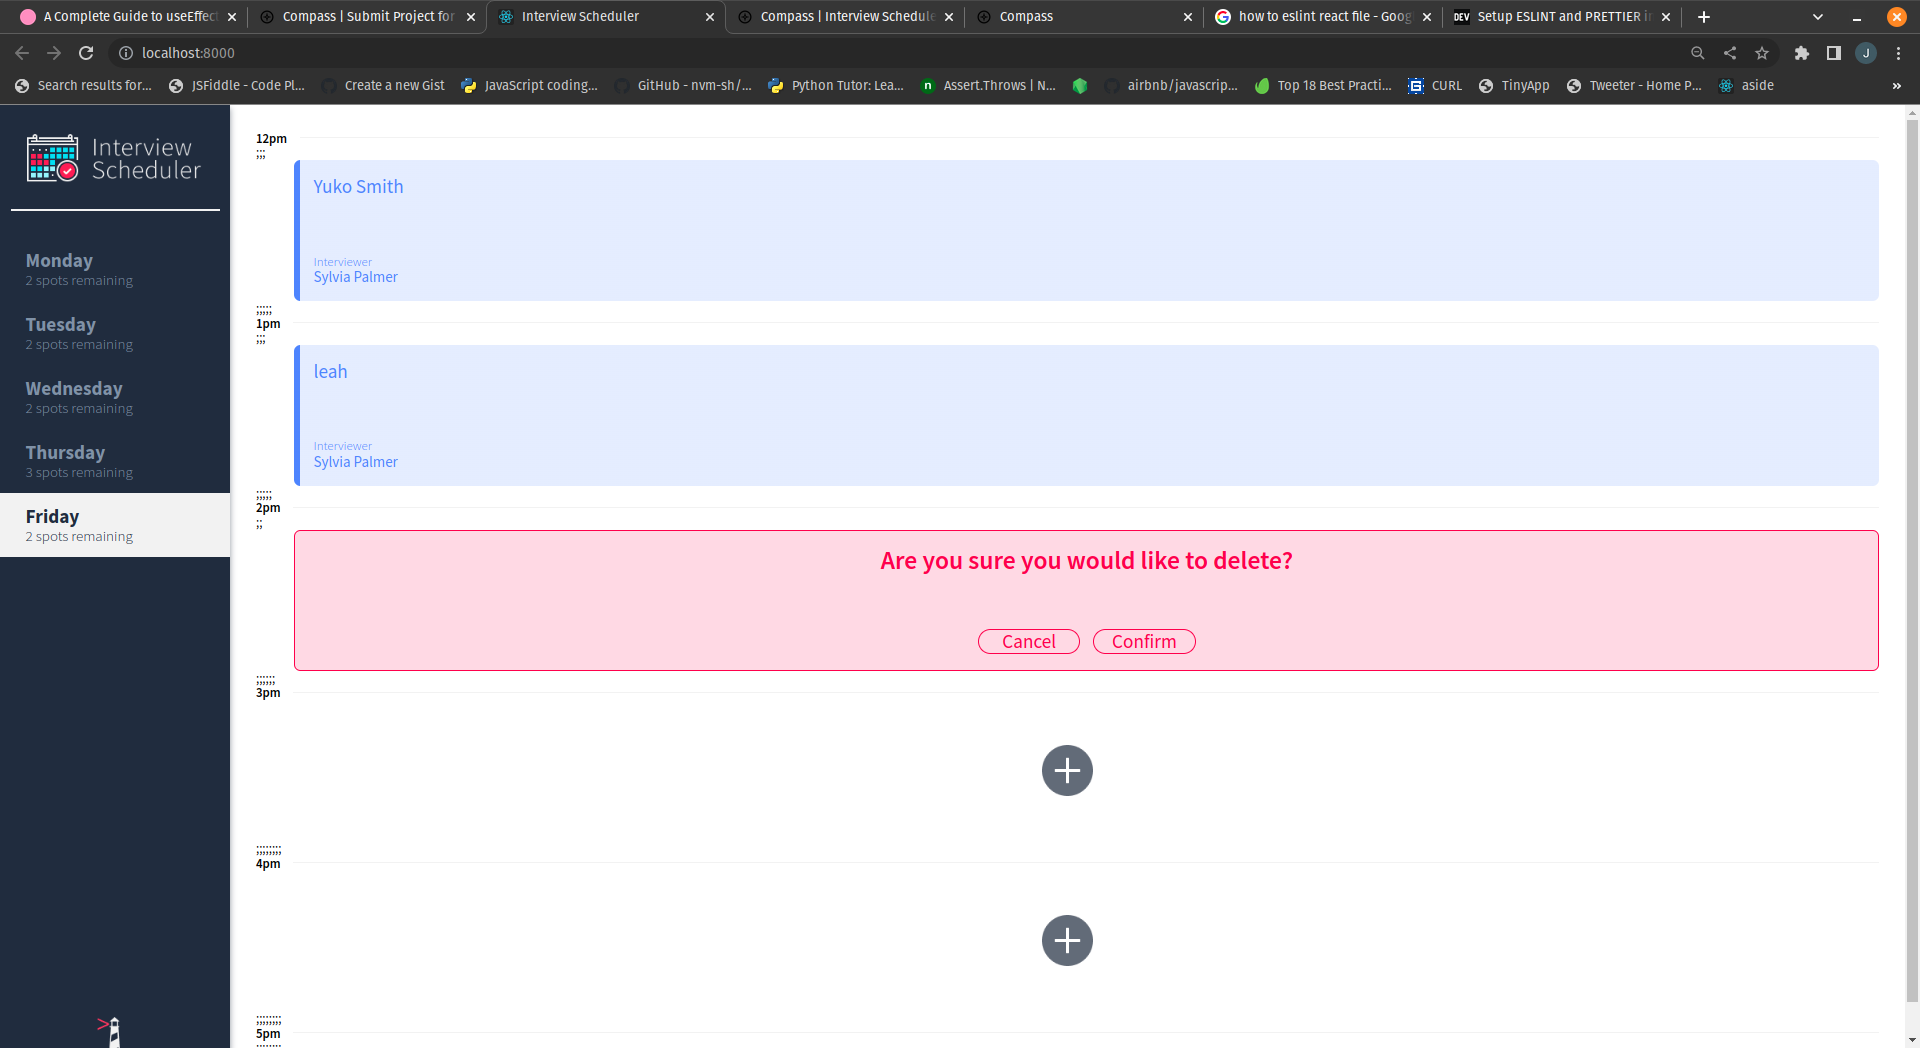 A Complete Guide to useEffec
Compass | Submit Project for
Interview Scheduler
Compass | Interview Schedule
Compass
how to eslint react file - Goog
DEV
Setup ESLINT and PRETTIER i
localhost:8000
J
Search results for...
JSFiddle - Code Pl...
Create a new Gist
JavaScript coding...
GitHub - nvm-sh/...
Python Tutor: Lea...
n
Assert.Throws | N...
airbnb/javascrip...
Top 18 Best Practi...
CURL
TinyApp
Tweeter - Home P...
aside
»
Interview
Scheduler
Monday
2 spots remaining
Tuesday
2 spots remaining
Wednesday
2 spots remaining
Thursday
3 spots remaining
Friday
2 spots remaining
12pm
;;;
Yuko Smith
Interviewer
Sylvia Palmer
;;;;;
1pm
;;;
leah
Interviewer
Sylvia Palmer
;;;;;
2pm
;;
Are you sure you would like to delete?
Cancel
Confirm
;;;;;;
3pm
;;;;;;;;
4pm
;;;;;;;;
5pm
;;;;;;;;